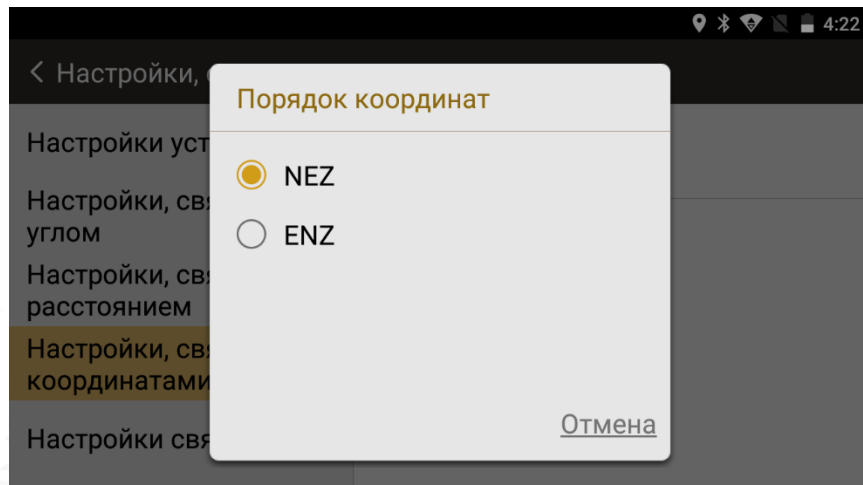 4:22
< Настройки,
Порядок координат
Настройки уст
NEZ
Настройки, свя
углом
ENZ
Настройки, свя
расстоянием
Настройки, свя
координатами
Отмена
Настройки свя